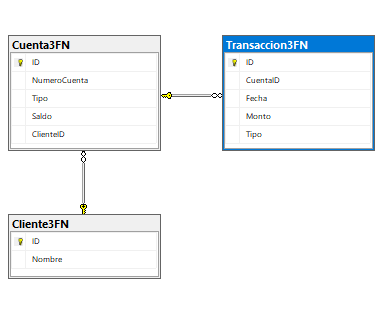 Cuenta3FN
ID
NumeroCuenta
Tipo
Saldo
ClienteID
Transaccion3FN
ID
CuentaID
Fecha
Monto
Tipo
Cliente3FN
ID
Nombre